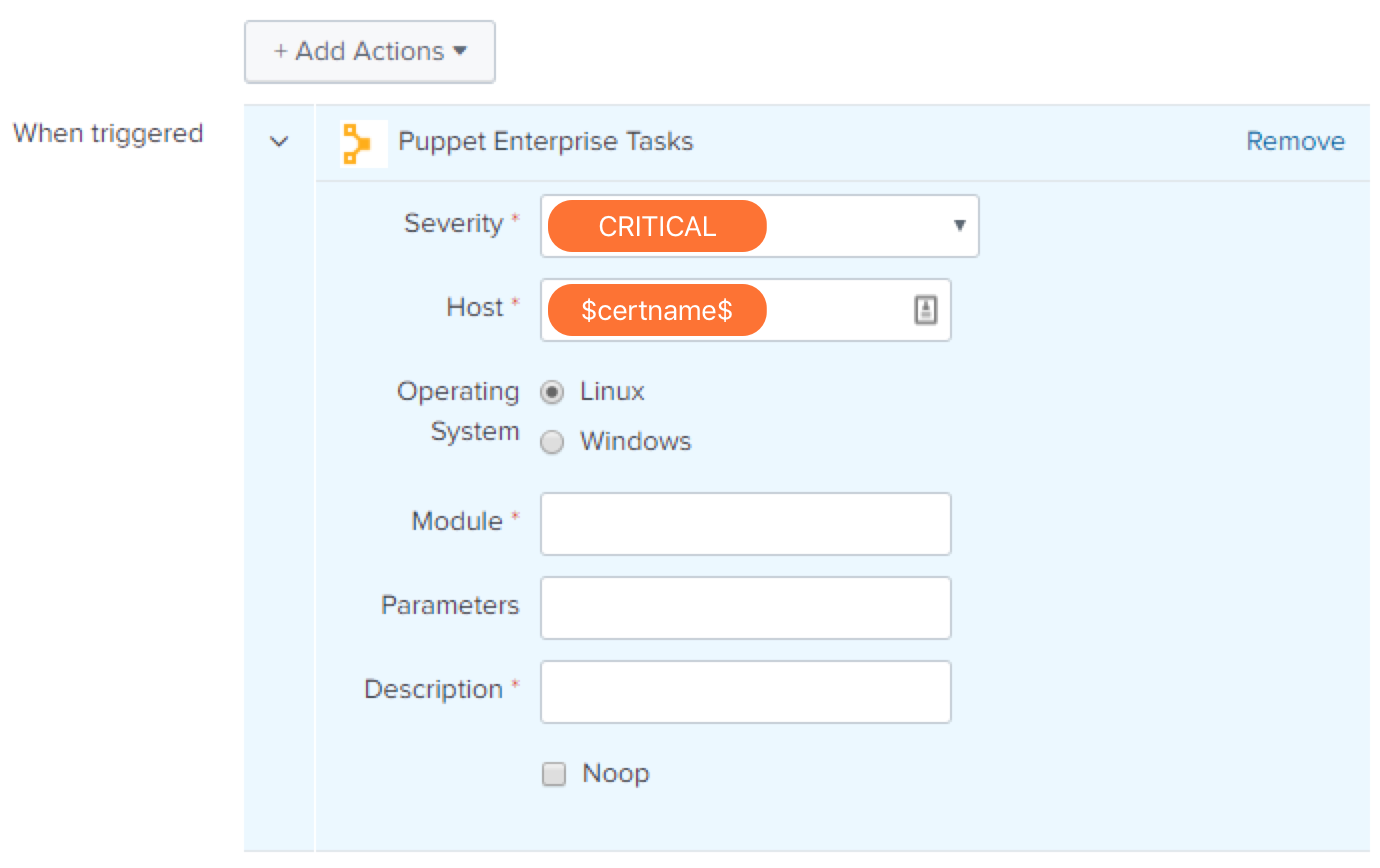 + Add Actions
When triggered
Puppet Enterprise Tasks
Remove
Severity *
CRITICAL
Host *
$certname$
Operating
System
Linux
Windows
Module *
Parameters
Description *
Noop